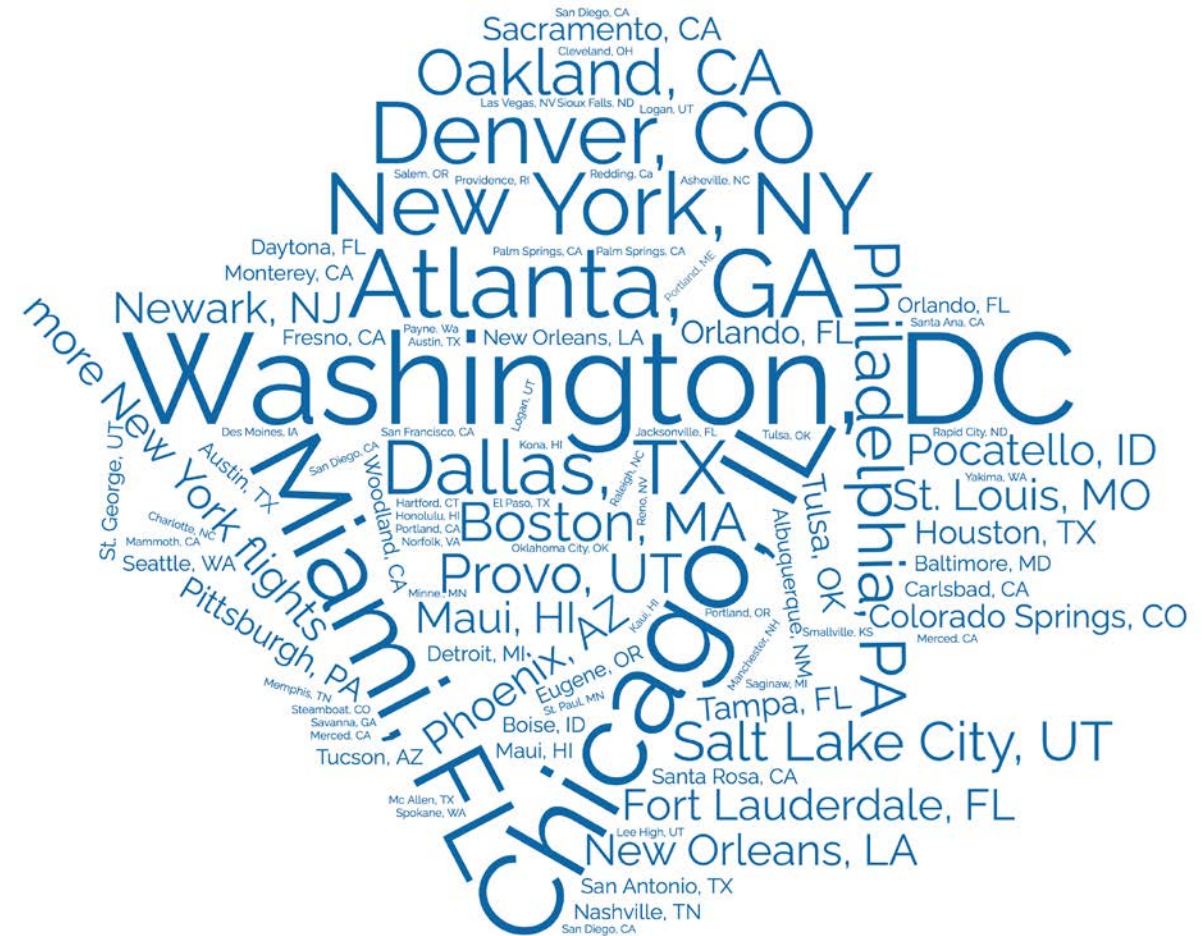 San Diego, CA
Sacramento, CA
Cleveland, OH
Oakland, CA
Las Vegas, NV
Sioux Falls, ND
Logan, UT
Denver, CO
Salem, OR
Providence, RI
Redding, Ca
Asheville, NC
New York, NY
Daytona, FL
Palm Springs, CA
Palm Springs, CA
Portland, ME
Monterey, CA
Atlanta, GA
Newark, NJ
Orlando, FL
Santa Ana, CA
Fresno, CA
Payne, Wa
Austin, TX
New Orleans, LA
Orlando, FL
Philadelphia, PA
more New York flights
Washington, DC
Logan, UT
Des Moines, IA
San Francisco, CA
Kona, HI
Jacksonville, FL
Tulsa, OK
Rapid City, ND
St. George, UT
Austin, TX
Miami, FL
San Diego, CA
Woodland, CA
Dallas, TX
Raleigh, NC
Reno, NV
Chicago, IL
Tulsa, OK
Pocatello, ID
Yakima, WA
St. Louis, MO
Hartford, CT
El Paso, TX
Honolulu, HI
Portland, CA
Norfolk, VA
Boston, MA
Albuquerque, NM
Houston, TX
Charlotte, NC
Mammoth, CA
Oklahoma City, OK
Seattle, WA
Baltimore, MD
Provo, UT
Carlsbad, CA
Pittsburgh, PA
Minne., MN
Maui, HI
Kaui, HI
Portland, OR
Colorado Springs, CO
Smallville, KS
Merced, CA
Manchester, NH
Detroit, MI
Phoenix, AZ
Eugene, OR
Saginaw, MI
Memphis, TN
Steamboat, CO
St. Paul, MN
Tampa, FL
Savanna, GA
Boise, ID
Merced, CA
Salt Lake City, UT
Tucson, AZ
Maui, HI
Santa Rosa, CA
Mc Allen, TX
Fort Lauderdale, FL
Spokane, WA
Lee High, UT
New Orleans, LA
San Antonio, TX
Nashville, TN
San Diego, CA